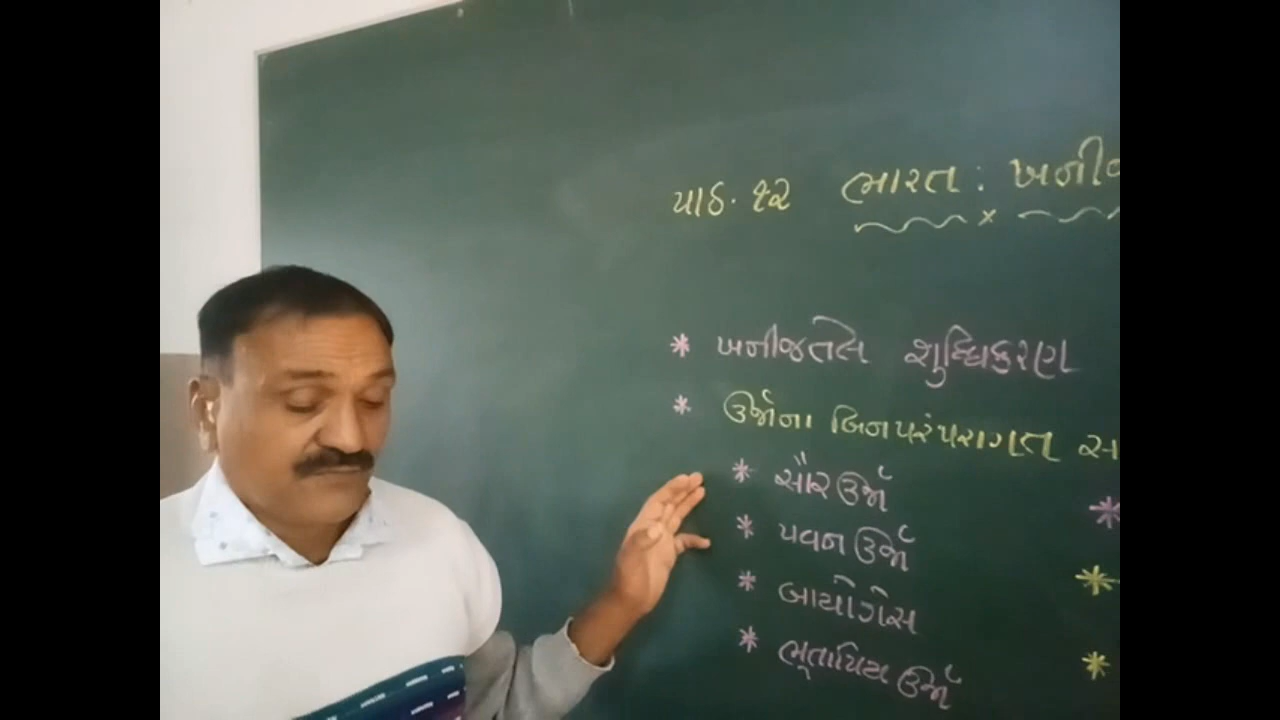 પાઠ. ૧૨ ભારત : ખનીજ
* ખનીજતેલ શુદ્ધિકરણ
* ઉર્જાના બિનપરંપરાગત
* સૌર ઉર્જા
* પવન ઉર્જા
* બાયોગેસ
* ભૂતાપિય ઉર્જા